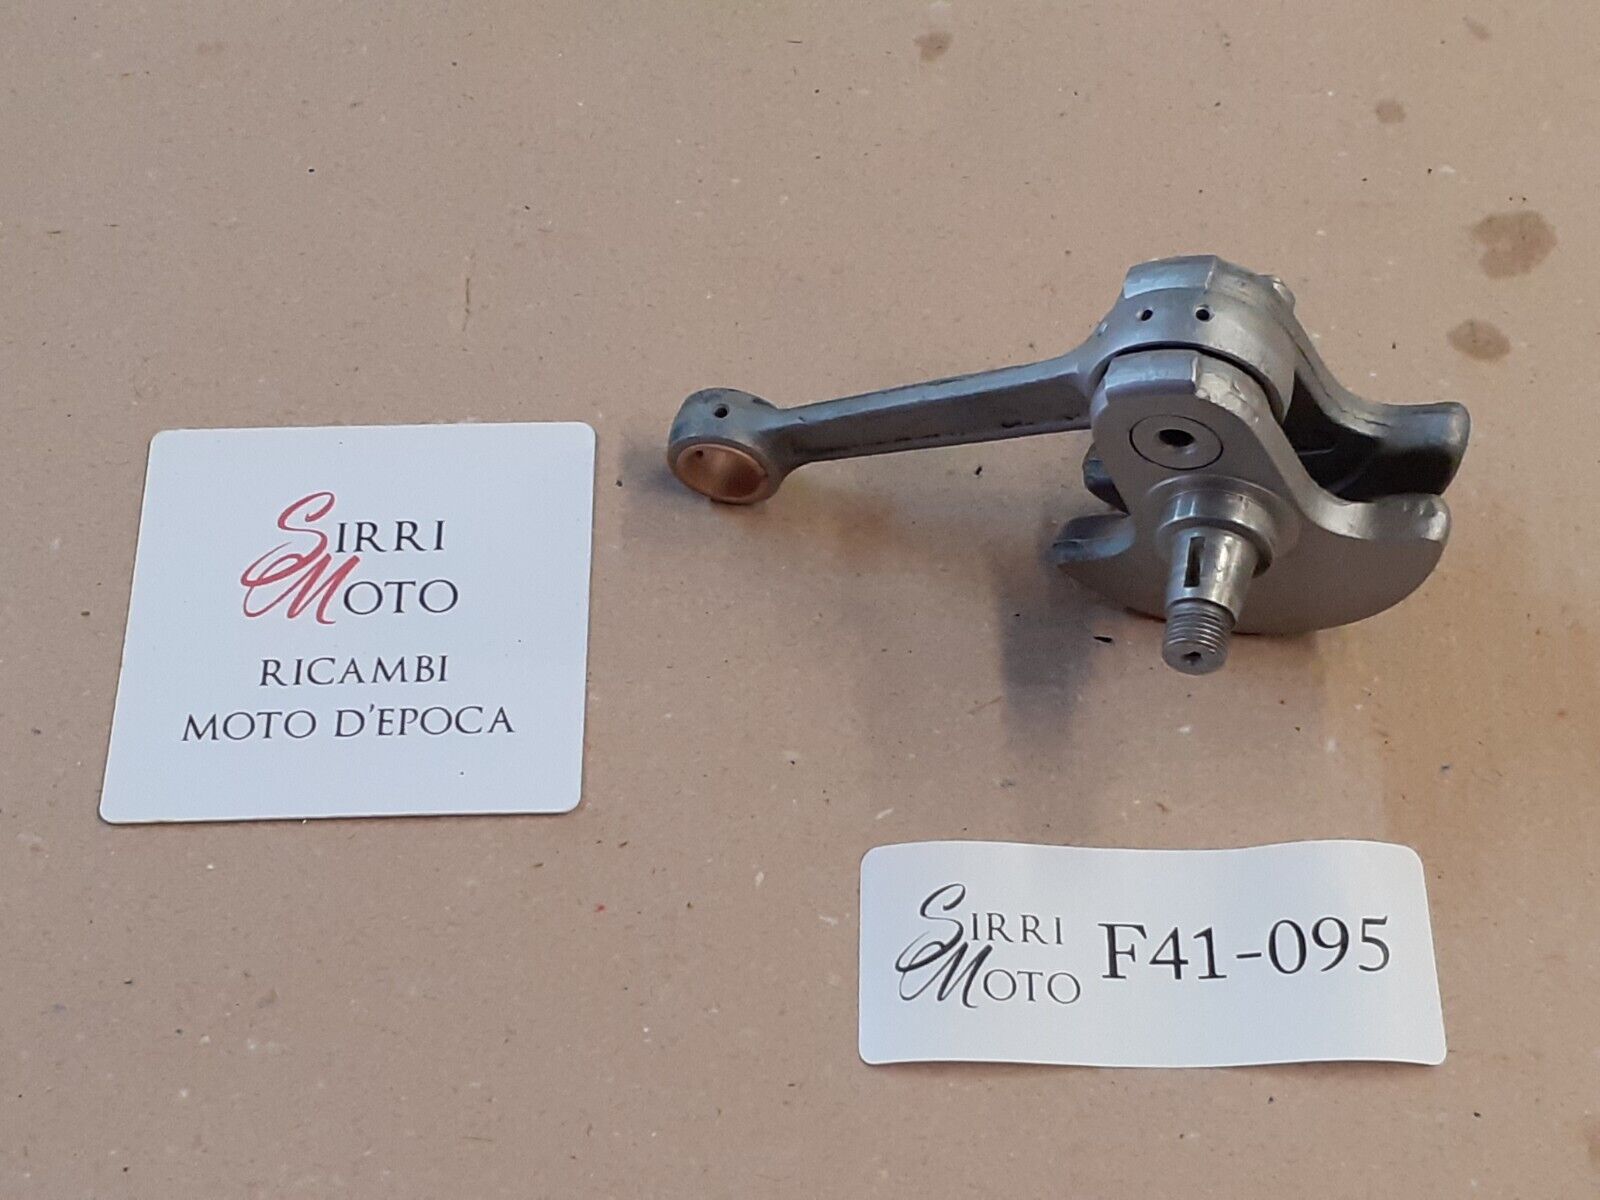 SIRRI
MOTO
RICAMBI
MOTO D'EPOCA
SIRRI
MOTO
F41-095